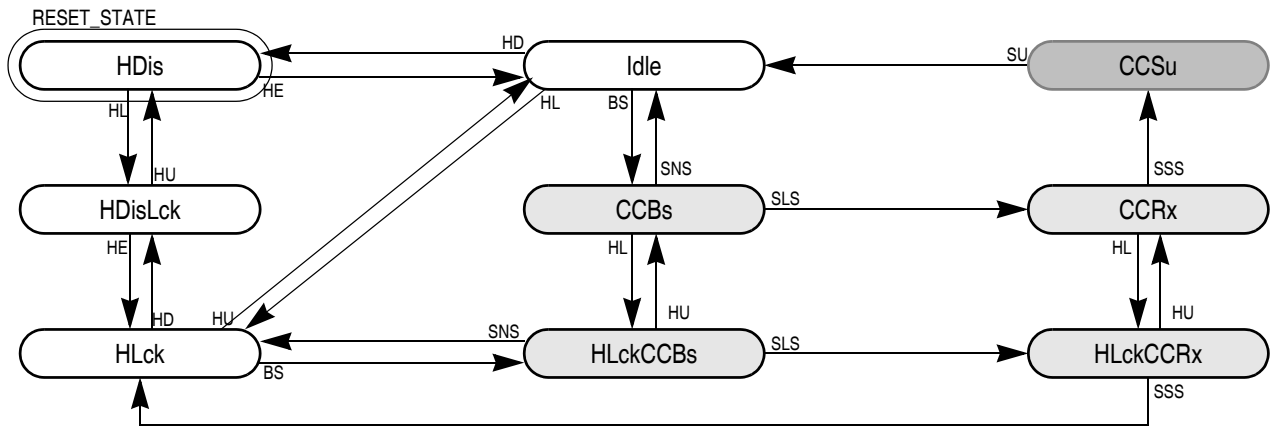 RESET_STATE
HDis
HD
Idle
SU
CCSu
HE
HL
HL
BS
HU
SNS
SSS
HDisLck
CCBs
SLS
CCRx
HE
HL
HL
HD
HU
SNS
HU
HU
HLck
HLckCCBs
SLS
HLckCCRx
BS
SSS